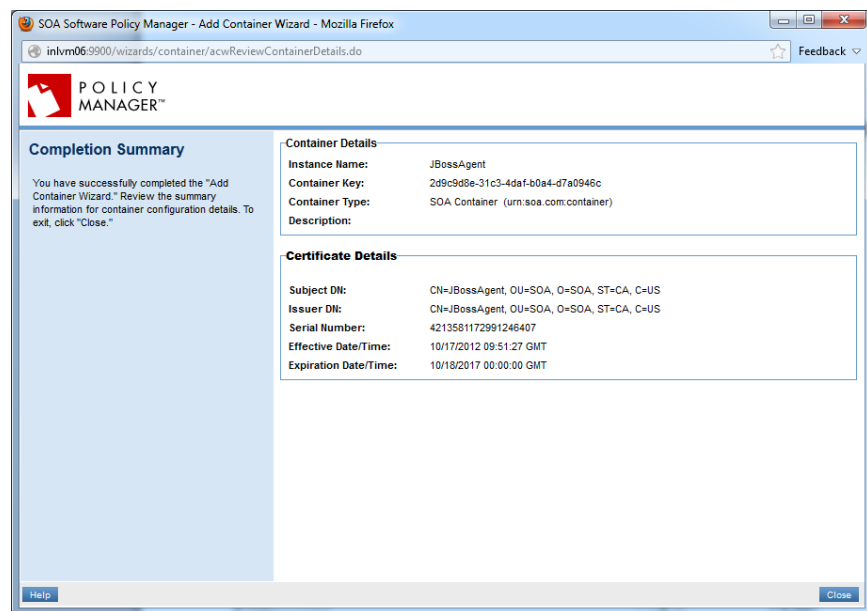 SOA Software Policy Manager - Add Container Wizard - Mozilla Firefox
inlvm06:9900/wizards/container/acwReviewContainerDetails.do
Feedback
POLICY
MANAGER™
Completion Summary
You have successfully completed the "Add
Container Wizard." Review the summary
information for container configuration details. To
exit, click "Close."
Container Details
Instance Name: JBossAgent
Container Key: 2d9c9d8e-31c3-4daf-b0a4-d7a0946c
Container Type: SOA Container (urn:soa.com:container)
Description:
Certificate Details
Subject DN: CN=JBossAgent, OU=SOA, O=SOA, ST=CA, C=US
Issuer DN: CN=JBossAgent, OU=SOA, O=SOA, ST=CA, C=US
Serial Number: 4213581172991246407
Effective Date/Time: 10/17/2012 09:51:27 GMT
Expiration Date/Time: 10/18/2017 00:00:00 GMT
Help
Close